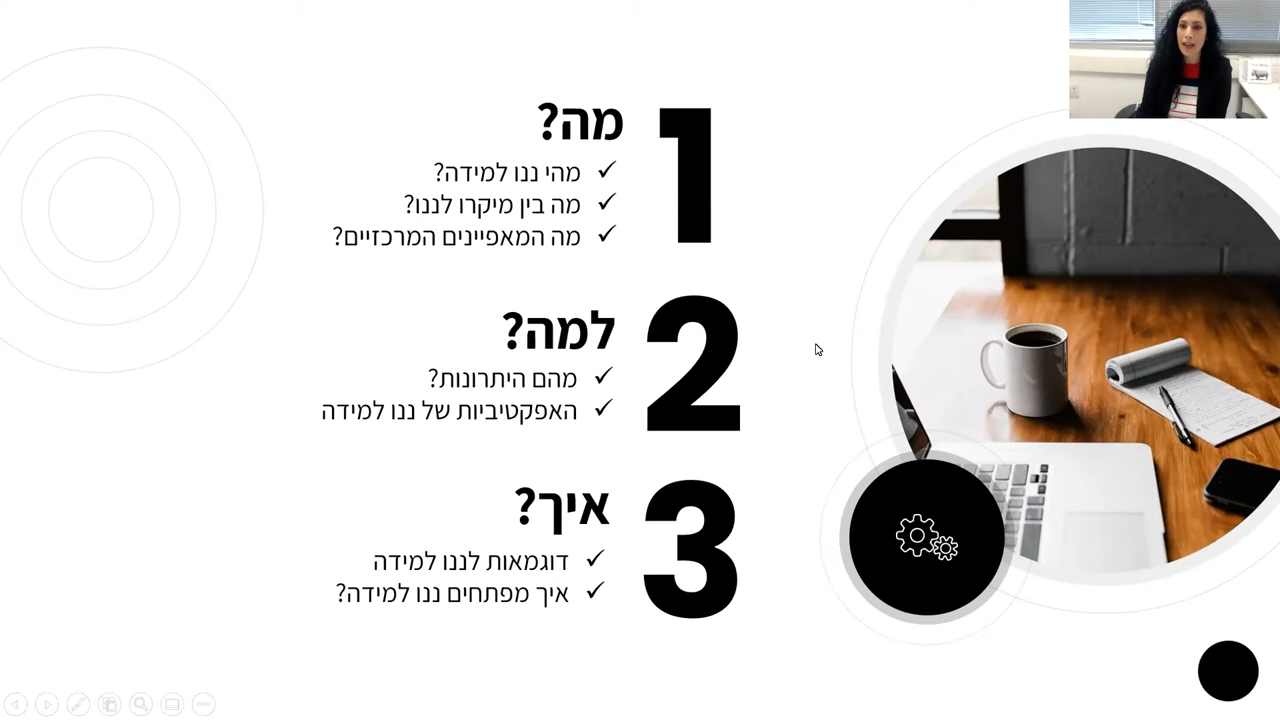 1
מה?
✓ מהי ננו למידה?
✓ מה בין מיקרו לננו?
✓ מה המאפיינים המרכזיים?
2
למה?
✓ מהם היתרונות?
✓ האפקטיביות של ננו למידה
3
איך?
✓ דוגמאות לננו למידה
✓ איך מפתחים ננו למידה?